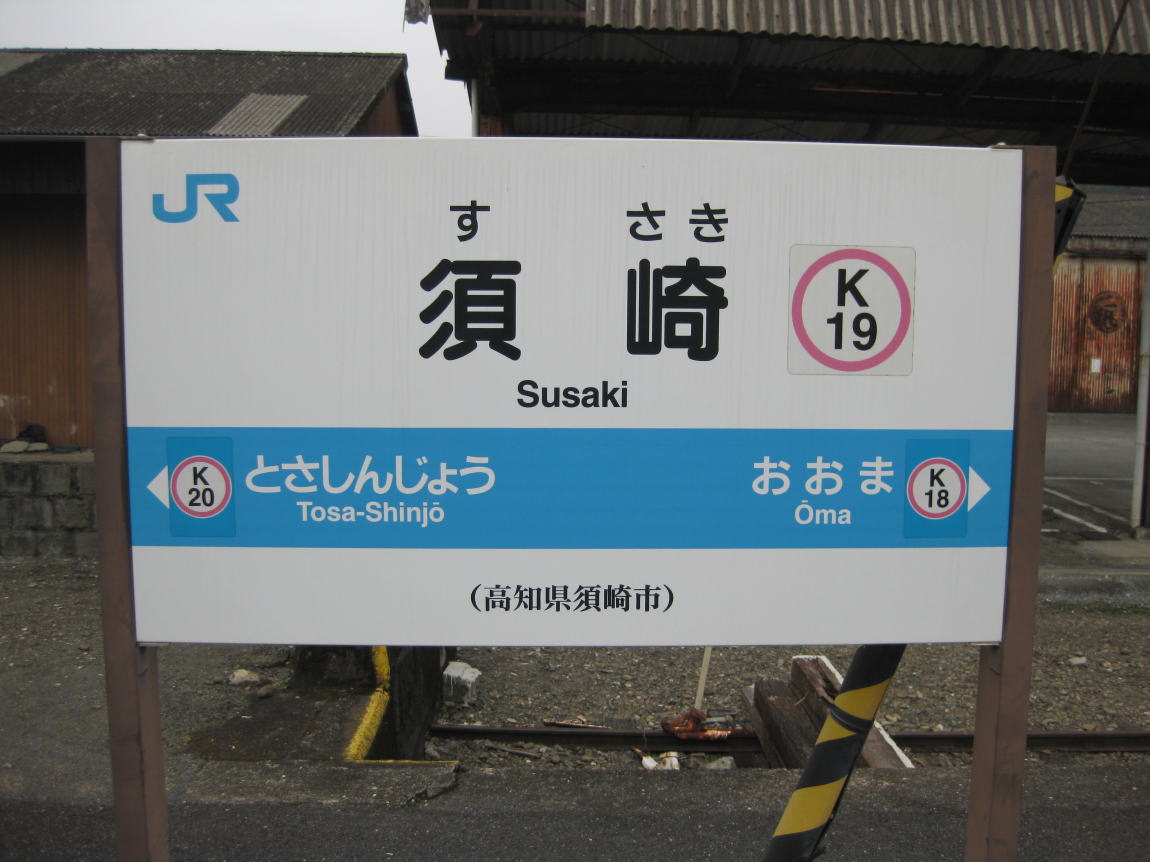 JR
す さき
須崎
K
19
Susaki
K
20
とさしんじょう
Tosa-Shinjō
おおま
Ōma
K
18
(高知県須崎市)